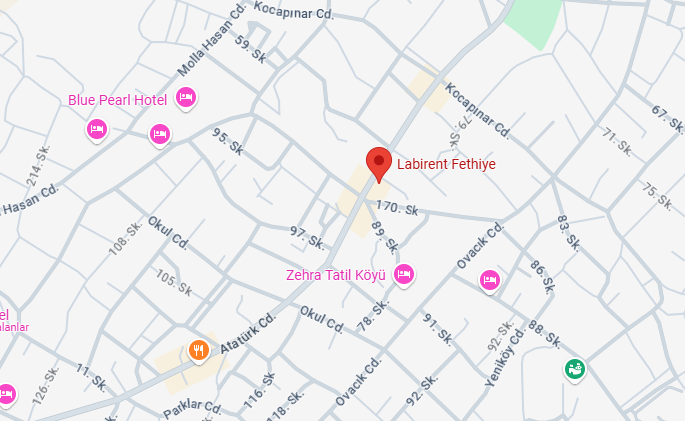 Kocapınar Cd.
Molla Hasan Cd.
59. Sk
Blue Pearl Hotel
Kocapınar Cd.
67. Sk
79. Sk.
71. Sk
95. Sk
214. Sk.
Labirent Fethiye
75. Sk
Hasan Cd.
170. Sk
Okul Cd.
108. Sk.
97. Sk.
89. Sk
83. Sk
Ovacık Cd.
86. Sk
105. Sk
Zehra Tatil Köyü
el
alanlar
Okul Cd.
78. Sk.
91. Sk.
92. Sk.
88. Sk.
Atatürk Cd.
Yeniköy Cd.
11. Sk.
126. Sk.
116. Sk
Ovacık Cd.
92. Sk
Parklar Cd.
118. Sk